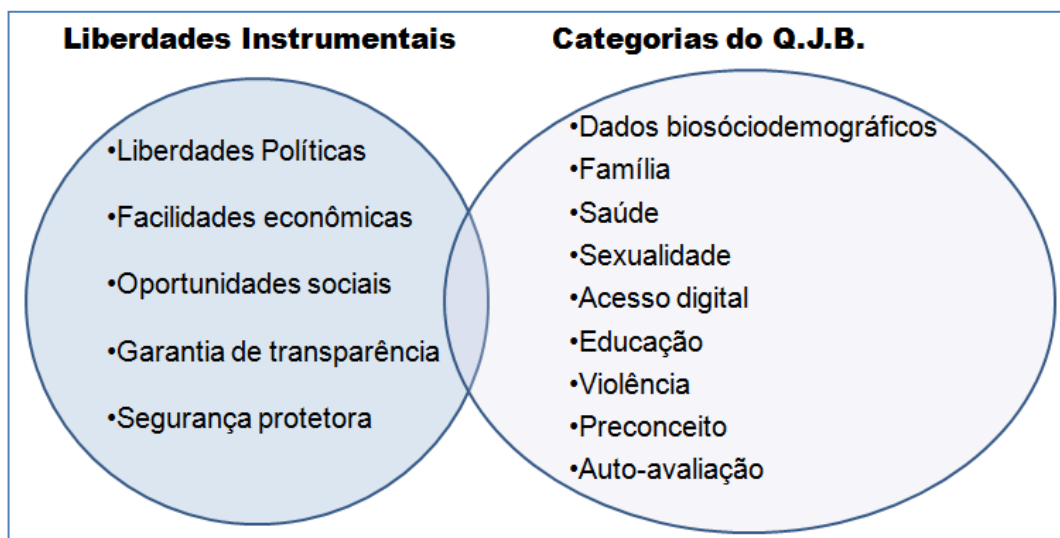 Liberdades Instrumentais
•Liberdades Políticas
•Facilidades econômicas
•Oportunidades sociais
•Garantia de transparência
•Segurança protetora
Categorias do Q.J.B.
•Dados biosóciodemográficos
•Família
•Saúde
•Sexualidade
•Acesso digital
•Educação
•Violência
•Preconceito
•Auto-avaliação